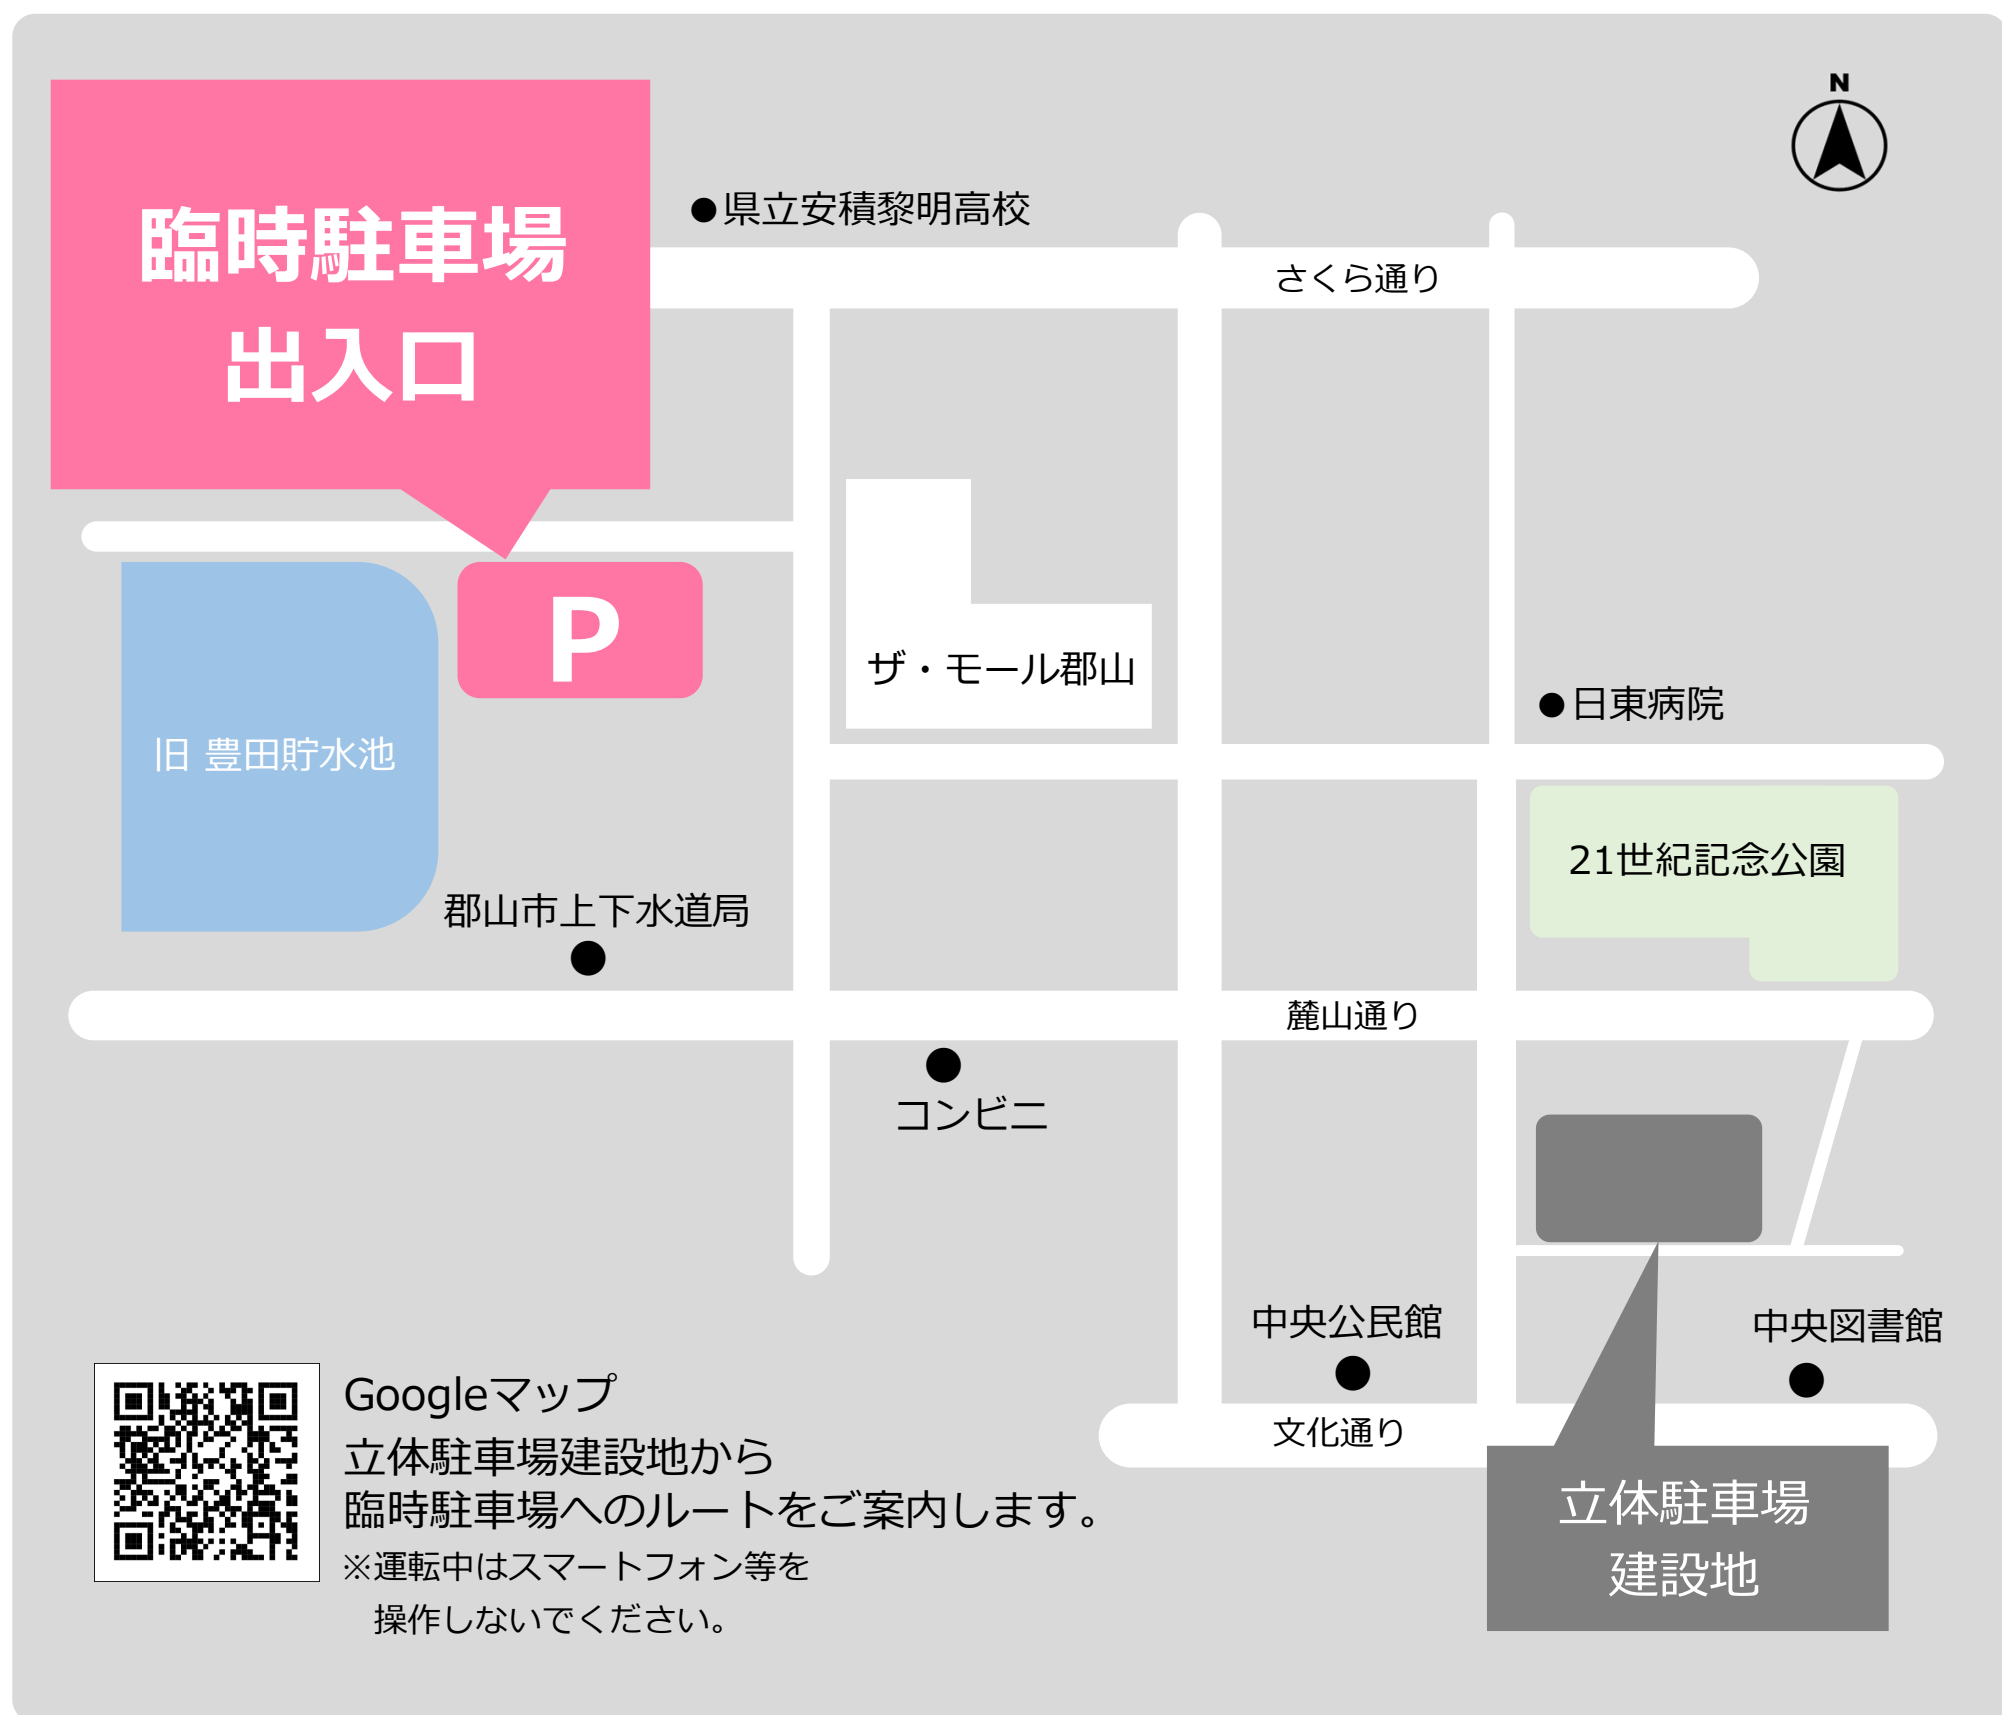 N
臨時駐車場
出入口
●県立安積黎明高校
さくら通り
P
ザ・モール郡山
●日東病院
旧 豊田貯水池
21世紀記念公園
郡山市上下水道局
麓山通り
コンビニ
中央公民館
中央図書館
文化通り
立体駐車場
建設地
Googleマップ
立体駐車場建設地から
臨時駐車場へのルートをご案内します。
※運転中はスマートフォン等を
操作しないでください。